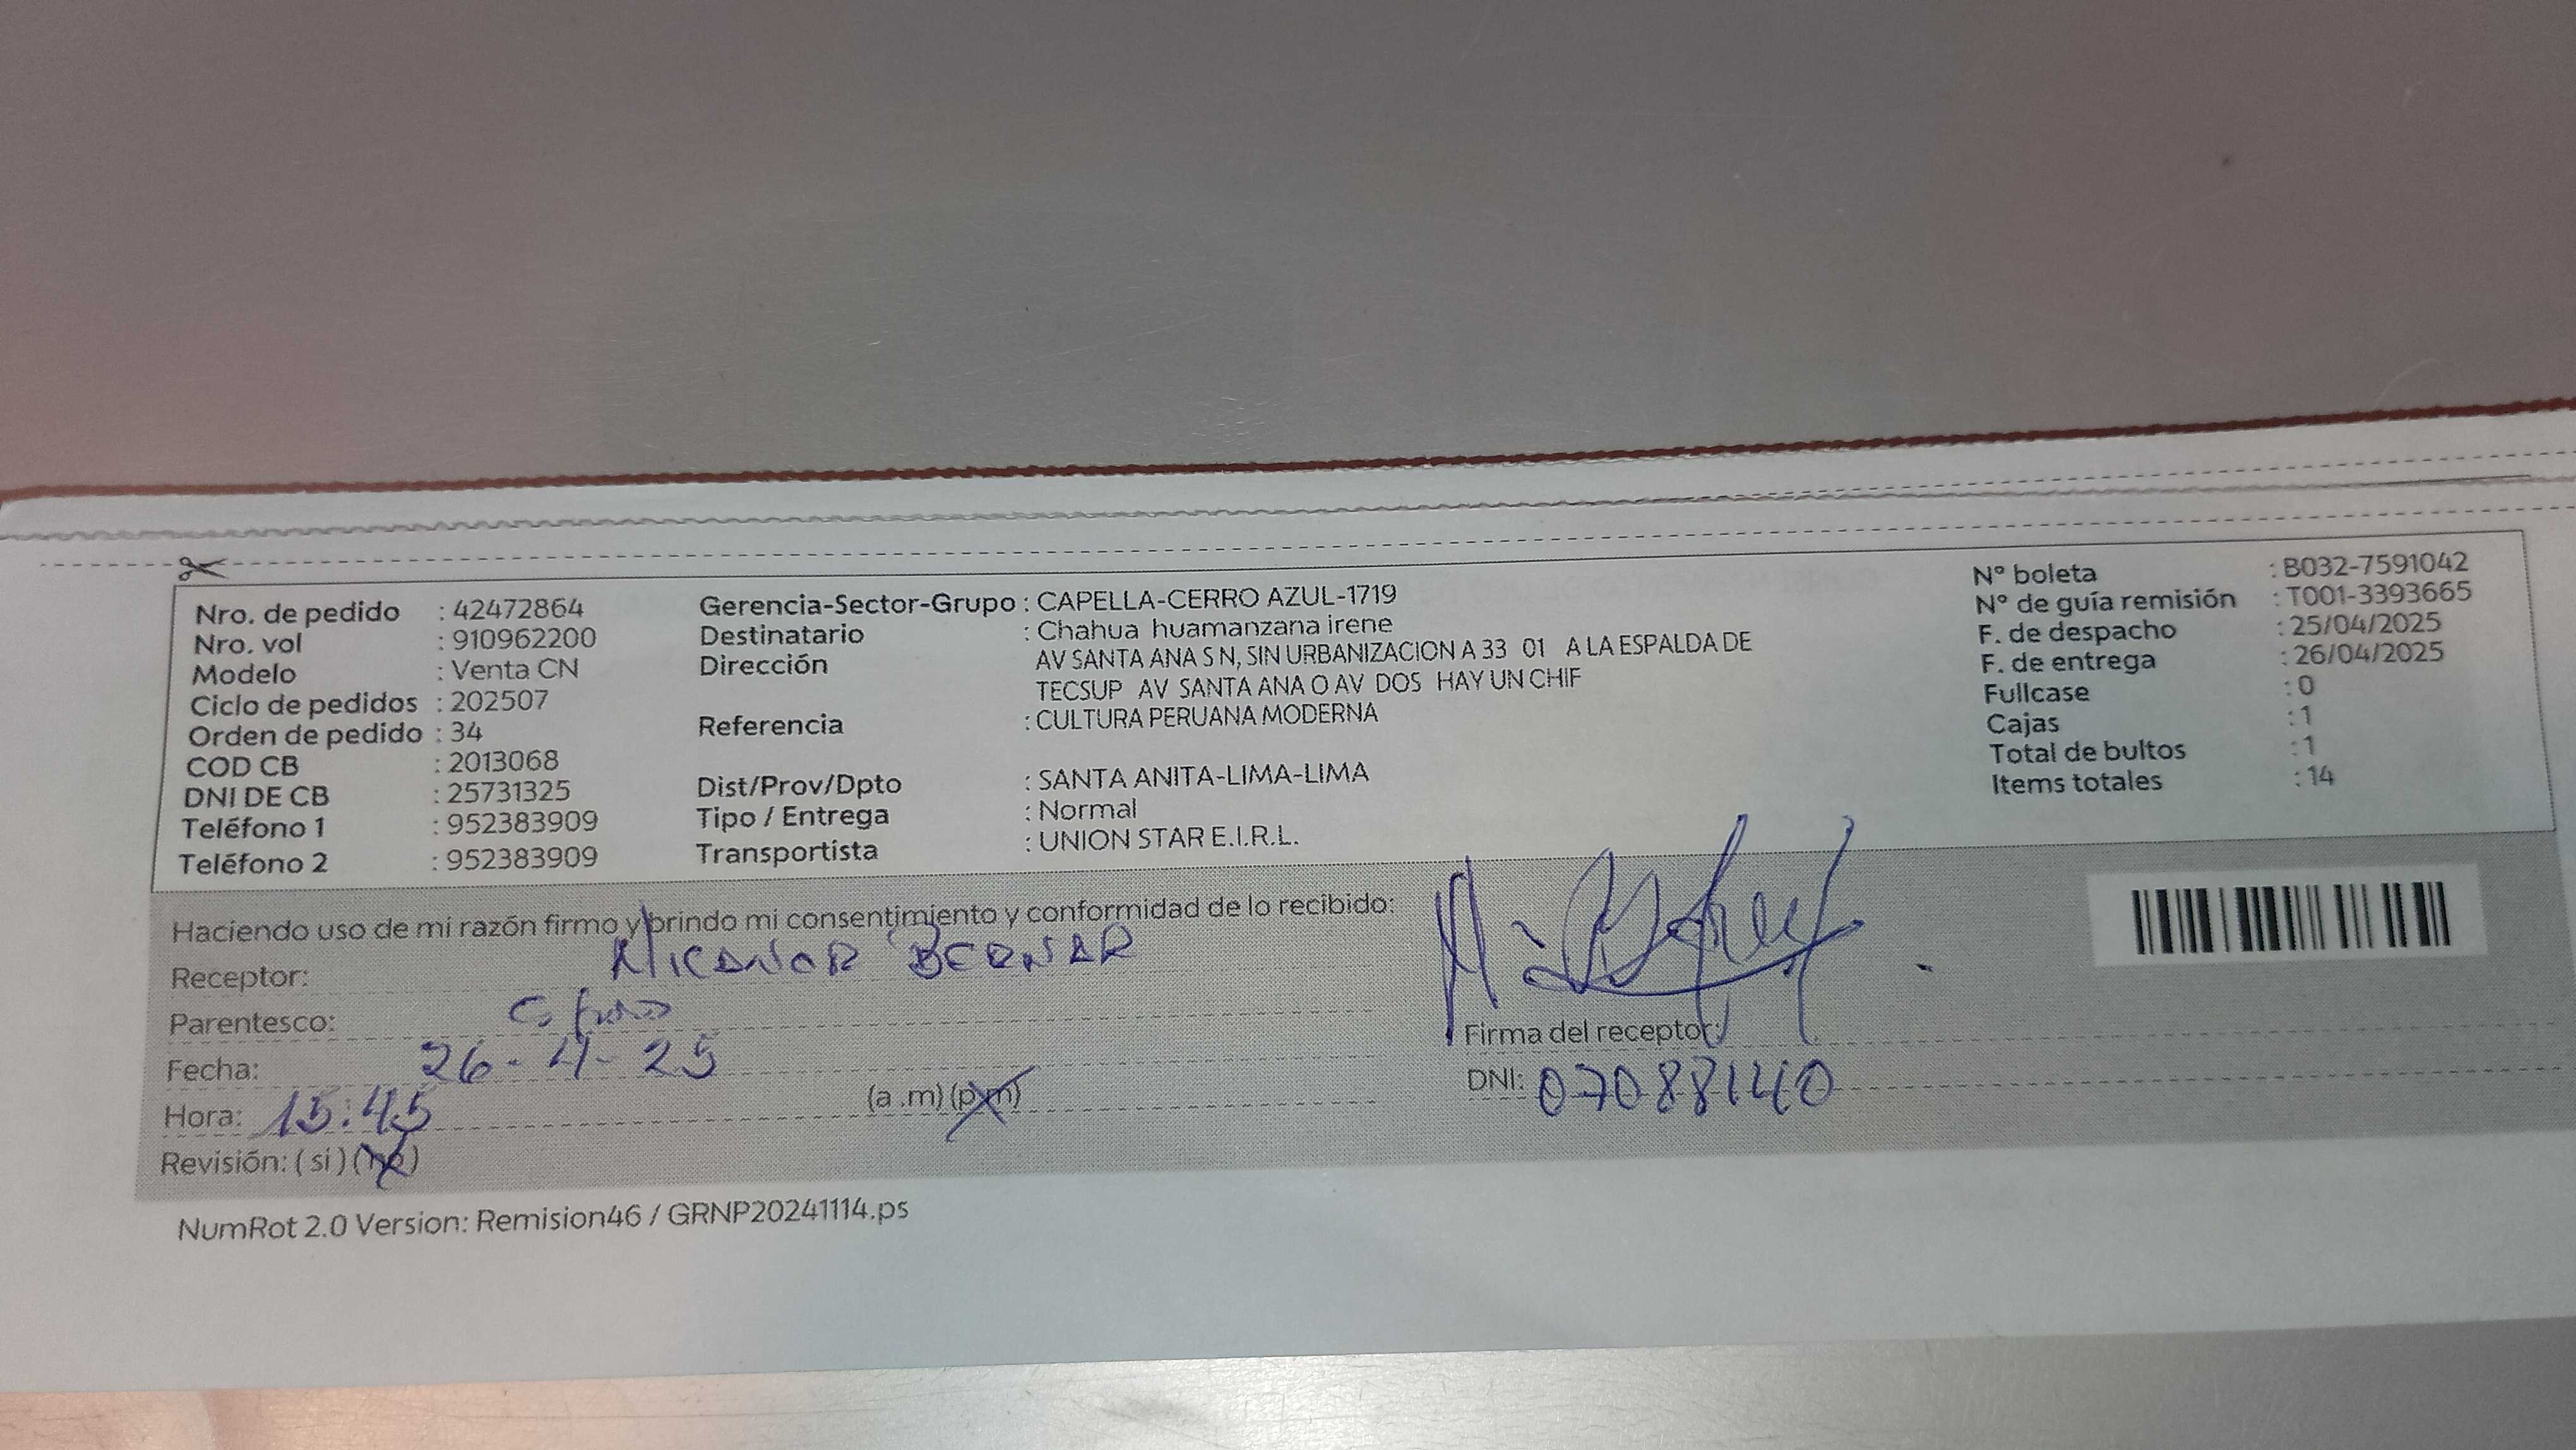 Nro. de pedido : 42472864
Nro. vol : 910962200
Modelo : Venta CN
Ciclo de pedidos : 202507
Orden de pedido : 34
COD CB : 2013068
DNI DE CB : 25731325
Teléfono 1 : 952383909
Teléfono 2 : 952383909
Gerencia-Sector-Grupo : CAPELLA-CERRO AZUL-1719
Destinatario : Chahua huamanzana irene
Dirección AV SANTA ANA S N, SIN URBANIZACION A 33 01 A LA ESPALDA DE
TECSUP AV SANTA ANA O AV DOS HAY UN CHIF
Referencia : CULTURA PERUANA MODERNA
Dist/Prov/Dpto : SANTA ANITA-LIMA-LIMA
Tipo / Entrega : Normal
Transportista : UNION STAR E.I.R.L.
N° boleta : B032-7591042
N° de guía remisión : T001-3393665
F. de despacho : 25/04/2025
F. de entrega : 26/04/2025
Fullcase : 0
Cajas : 1
Total de bultos : 1
Items totales : 14
Haciendo uso de mi razón firmo y brindo mi consentimiento y conformidad de lo recibido:
Receptor: NICANOR BERNAR
Parentesco:
Fecha: 26-4-25
Hora: 15:45 (a .m) (p.m)
Revisión: ( si ) (no)
Firma del receptor:
DNI: 07088140
NumRot 2.0 Version: Remision46 / GRNP20241114.ps